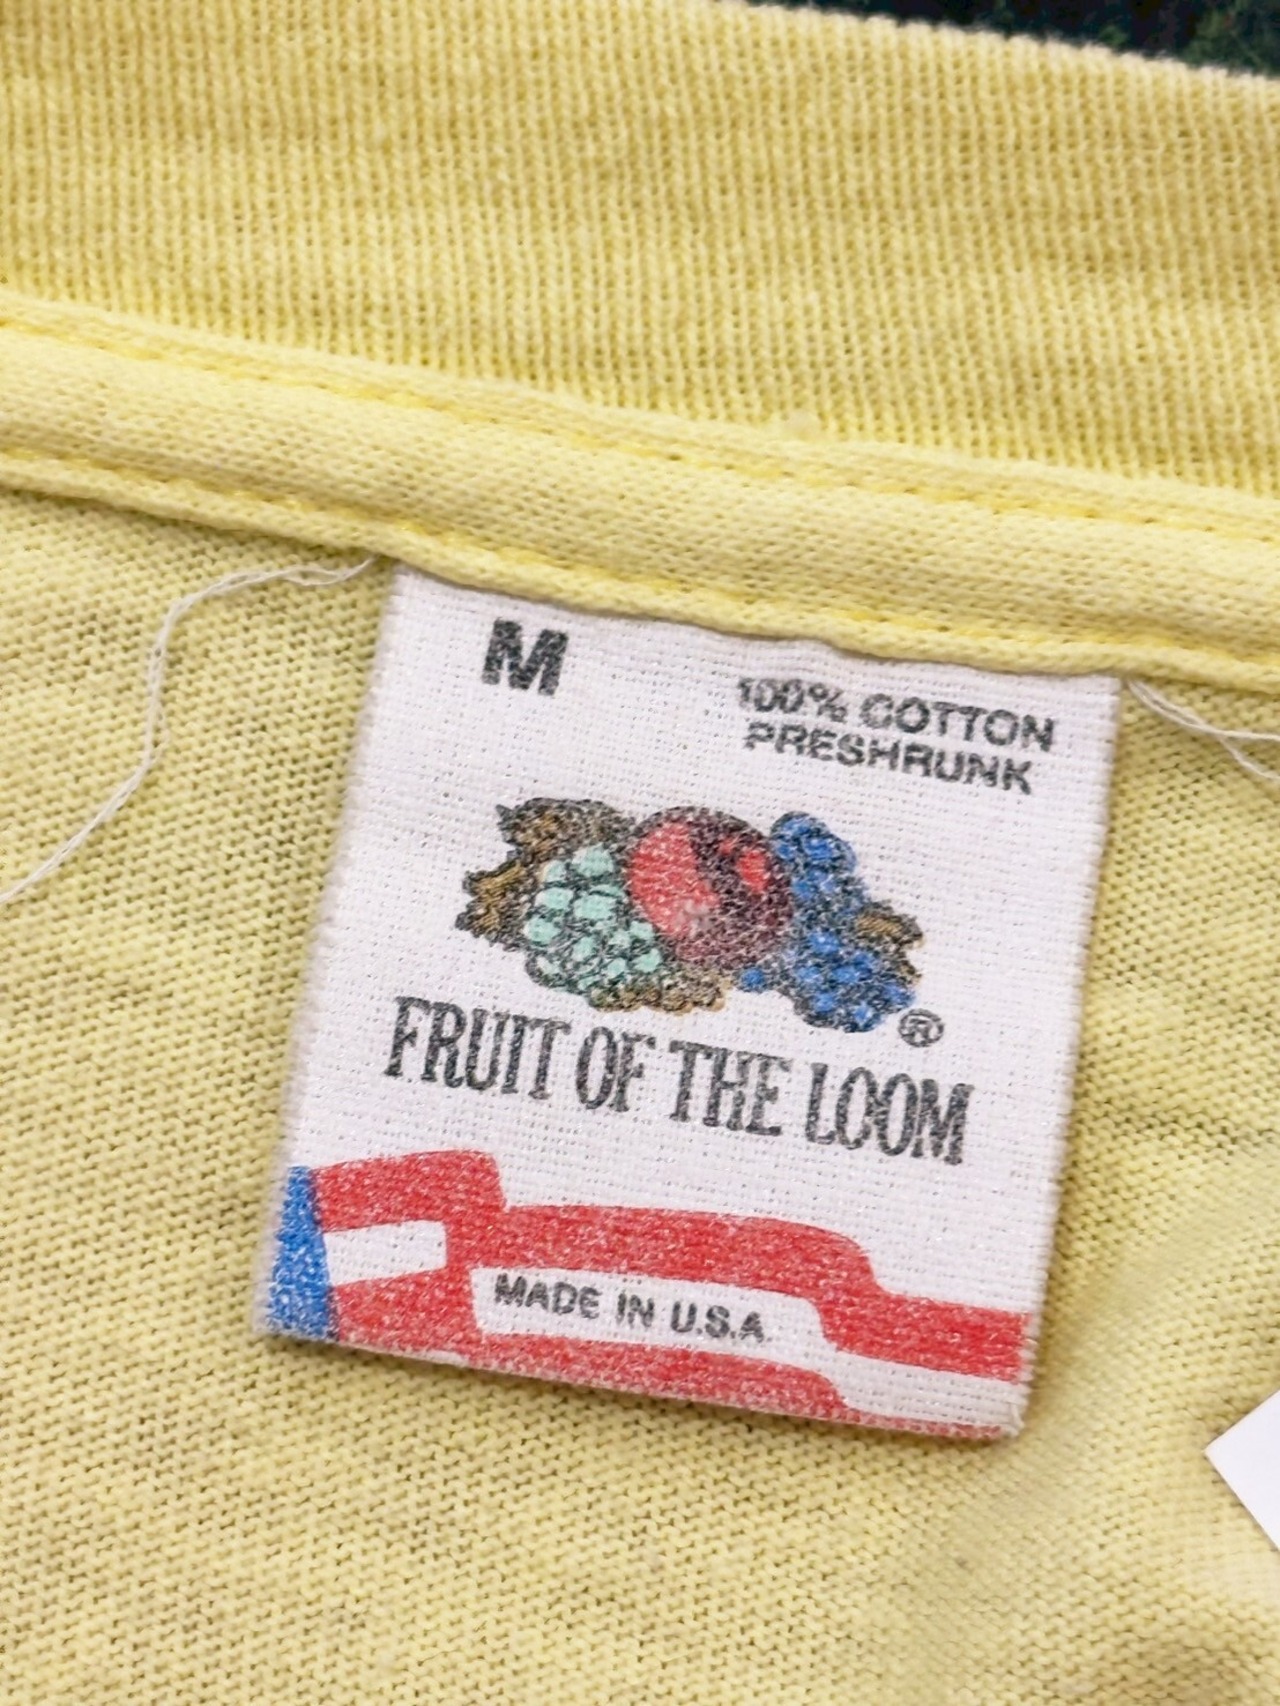 M
100% COTTON
PRESHRUNK
®
FRUIT OF THE LOOM
MADE IN U.S.A.